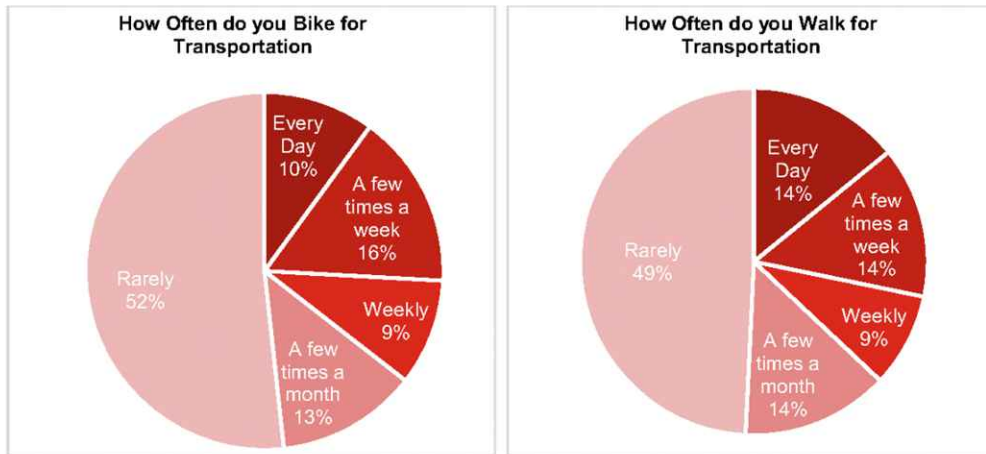 How Often do you Bike for
Transportation
Every
Day
10%
A few
times a
week
16%
Weekly
9%
A few
times a
month
13%
Rarely
52%
How Often do you Walk for
Transportation
Every
Day
14%
A few
times a
week
14%
Weekly
9%
A few
times a
month
14%
Rarely
49%